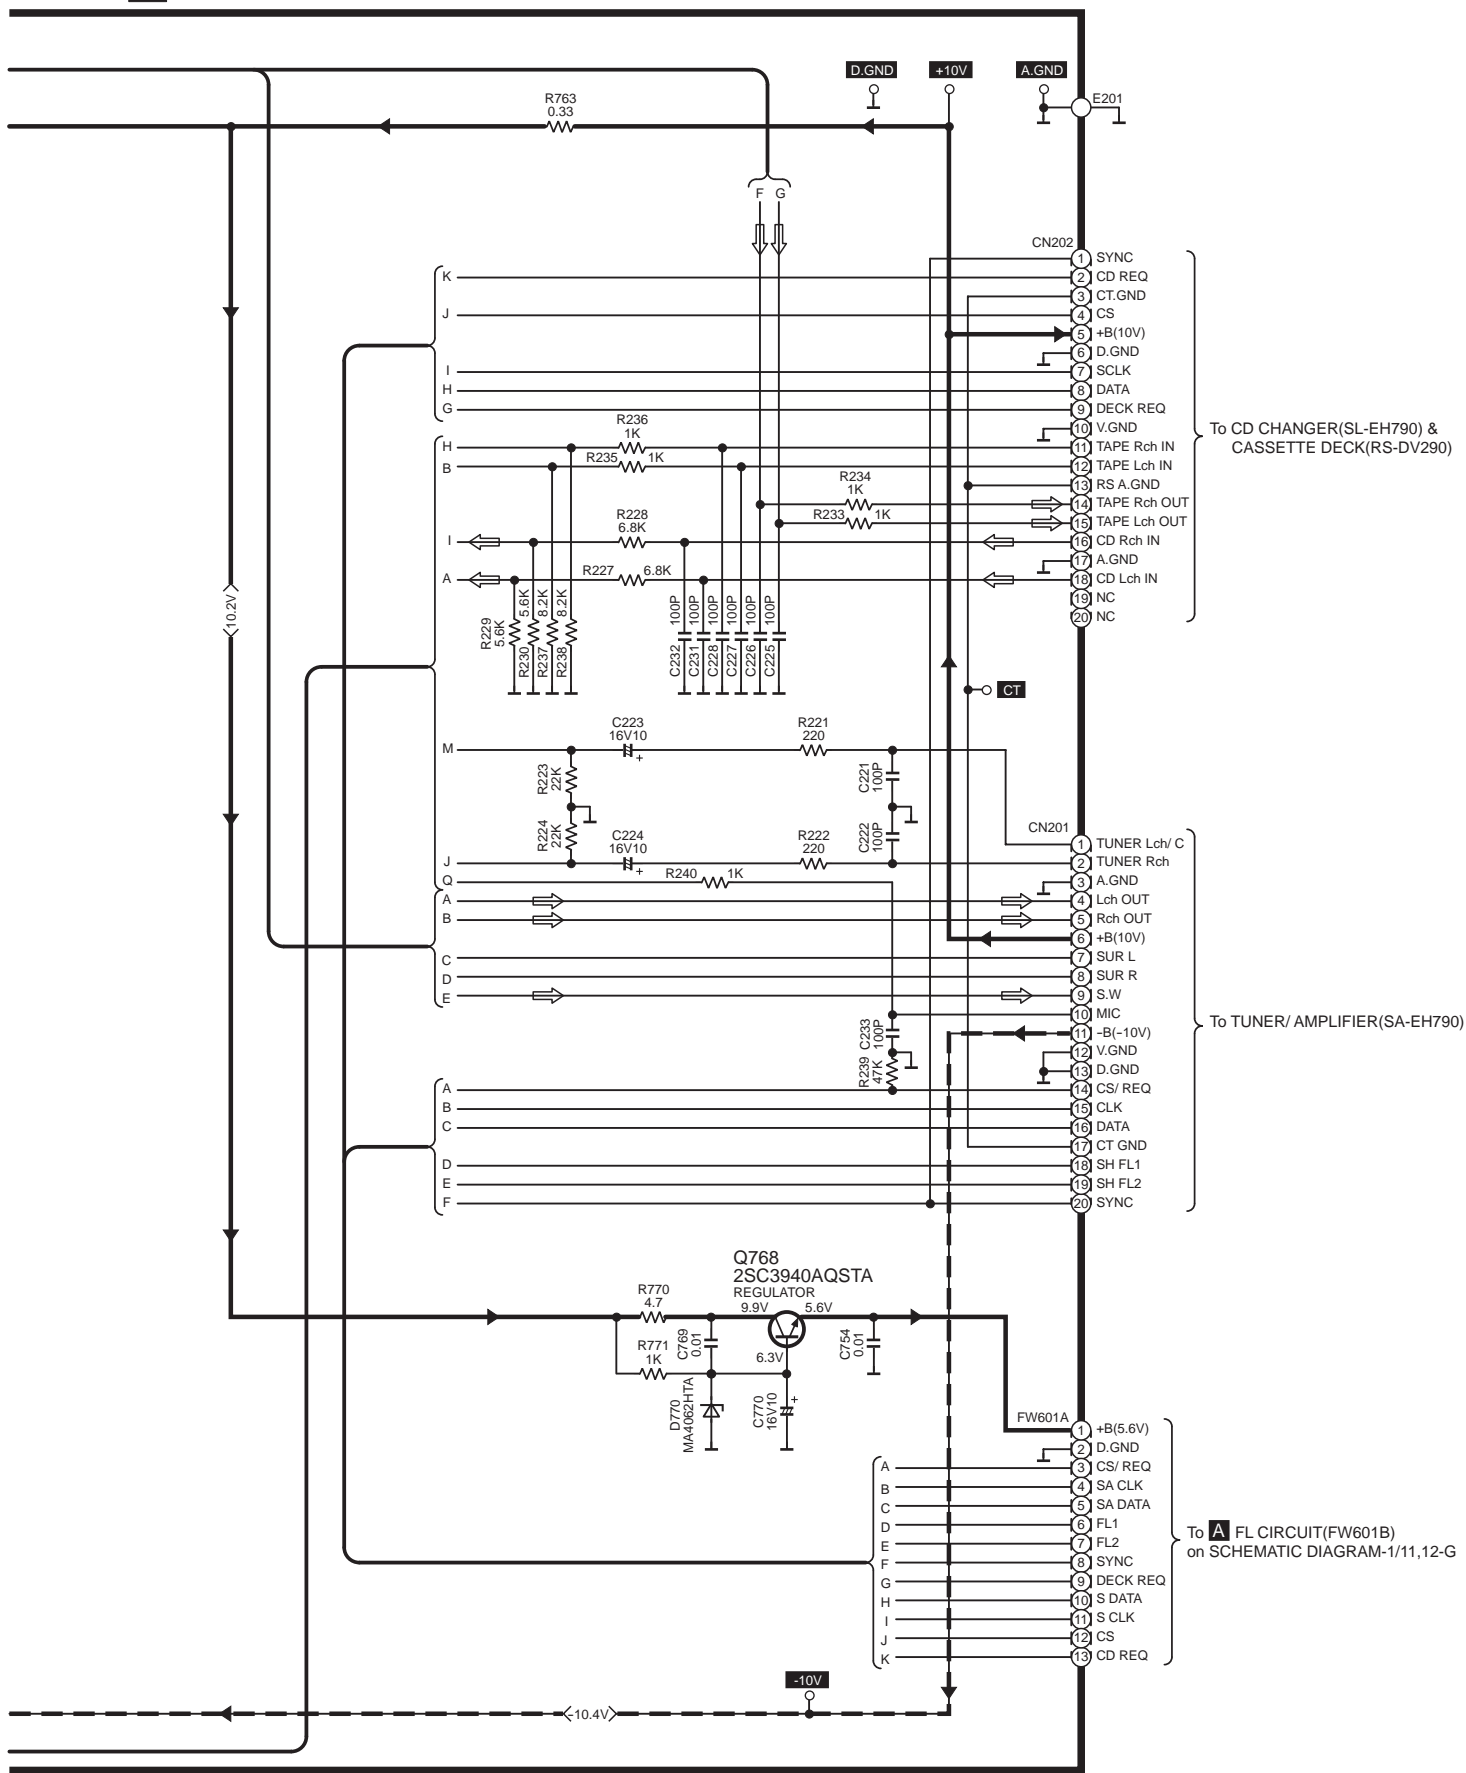 D.GND
+10V
A.GND
E201
R763
0.33
F G
CN202
1 SYNC
2 CD REQ
3 CT.GND
4 CS
5 +B(10V)
6 D.GND
7 SCLK
8 DATA
9 DECK REQ
10 V.GND
11 TAPE Rch IN
12 TAPE Lch IN
13 RS A.GND
14 TAPE Rch OUT
15 TAPE Lch OUT
16 CD Rch IN
17 A.GND
18 CD Lch IN
19 NC
20 NC
To CD CHANGER(SL-EH790) &
CASSETTE DECK(RS-DV290)
K
J
I
H
G
H
B
I
A
R236
1K
R235 1K
R234
1K
R233 1K
R228
6.8K
R227 6.8K
R229
5.6K
R230 5.6K
R237 8.2K
R238 8.2K
C232 100P
C231 100P
C228 100P
C227 100P
C226 100P
C225 100P
10.2V
CT
M
C223
16V10
+
R221
220
R223
22K
C221
100P
R224
22K
C224
16V10
+
R222
220
C222
100P
J
Q
R240 1K
A
B
C
D
E
CN201
1 TUNER Lch/ C
2 TUNER Rch
3 A.GND
4 Lch OUT
5 Rch OUT
6 +B(10V)
7 SUR L
8 SUR R
9 S.W
10 MIC
11 -B(-10V)
12 V.GND
13 D.GND
14 CS/ REQ
15 CLK
16 DATA
17 CT GND
18 SH FL1
19 SH FL2
20 SYNC
To TUNER/ AMPLIFIER(SA-EH790)
C233
100P
R239
47K
A
B
C
D
E
F
Q768
2SC3940AQSTA
REGULATOR
9.9V 5.6V
6.3V
R770
4.7
R771
1K
C769
0.01
C754
0.01
D770
MA4062HTA
C770
16V10
+
FW601A
1 +B(5.6V)
2 D.GND
3 CS/ REQ
4 SA CLK
5 SA DATA
6 FL1
7 FL2
8 SYNC
9 DECK REQ
10 S DATA
11 S CLK
12 CS
13 CD REQ
A
B
C
D
E
F
G
H
I
J
K
To A FL CIRCUIT(FW601B)
on SCHEMATIC DIAGRAM-1/11,12-G
-10V
-10.4V